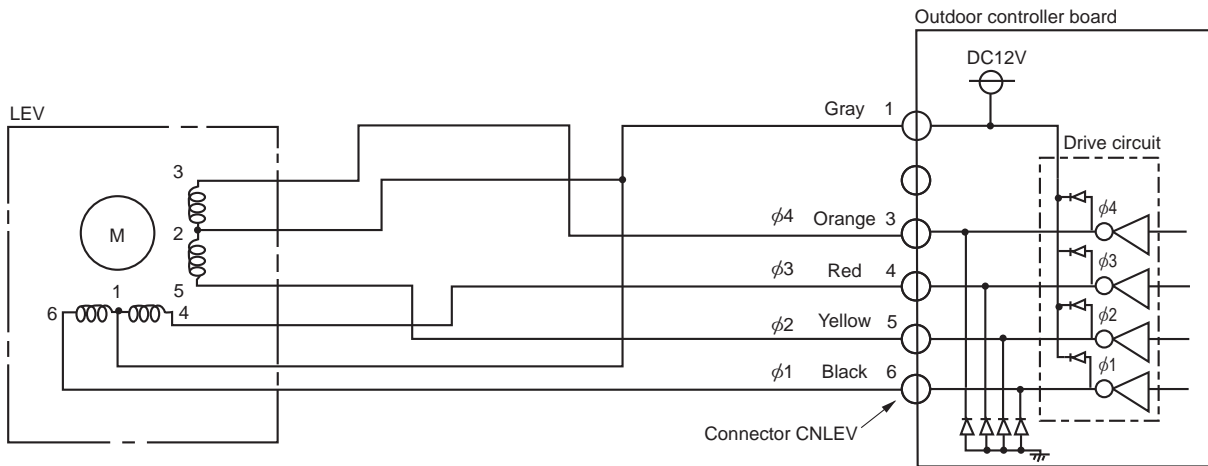 Outdoor controller board
DC12V
LEV
Gray 1
Drive circuit
3
ϕ4
M
2
ϕ4 Orange 3
ϕ3
ϕ3 Red 4
1
5
6
4
ϕ2
ϕ2 Yellow 5
ϕ1
ϕ1 Black 6
Connector CNLEV